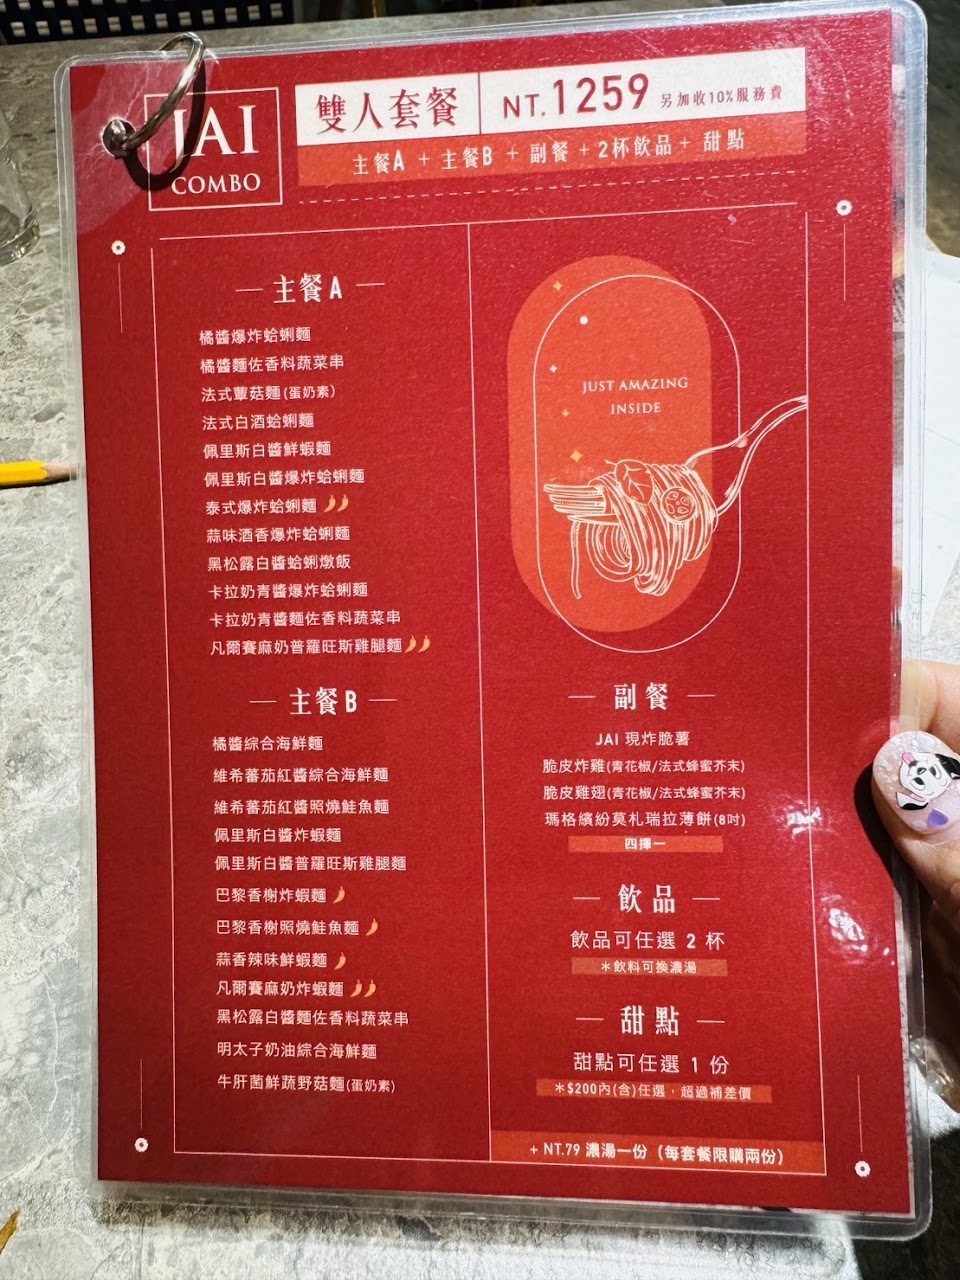 JAI
COMBO
雙人套餐
NT.1259 另加收10%服務費
主餐A + 主餐B + 副餐 + 2杯飲品 + 甜點
主餐A
橘醬爆炸蛤蜊麵
橘醬麵佐香料蔬菜串
法式蕈菇麵(蛋奶素)
法式白酒蛤蜊麵
佩里斯白醬鮮蝦麵
佩里斯白醬爆炸蛤蜊麵
泰式爆炸蛤蜊麵
蒜味酒香爆炸蛤蜊麵
黑松露白醬蛤蜊燉飯
卡拉奶青醬爆炸蛤蜊麵
卡拉奶青醬麵佐香料蔬菜串
凡爾賽麻奶普羅旺斯雞腿麵
主餐B
橘醬綜合海鮮麵
維希蕃茄紅醬綜合海鮮麵
維希蕃茄紅醬照燒鮭魚麵
佩里斯白醬炸蝦麵
佩里斯白醬普羅旺斯雞腿麵
巴黎香榭炸蝦麵
巴黎香榭照燒鮭魚麵
蒜香辣味鮮蝦麵
凡爾賽麻奶炸蝦麵
黑松露白醬麵佐香料蔬菜串
明太子奶油綜合海鮮麵
牛肝菌鮮蔬野菇麵(蛋奶素)
JUST AMAZING
INSIDE
副餐
JAI 現炸脆薯
脆皮炸雞(青花椒/法式蜂蜜芥末)
脆皮雞翅(青花椒/法式蜂蜜芥末)
瑪格繽紛莫札瑞拉薄餅(8吋)
四擇一
飲品
飲品可任選 2 杯
*飲料可換濃湯
甜點
甜點可任選 1 份
*$200內(含)任選，超過補差價
+ NT.79 濃湯一份（每套餐限購兩份）